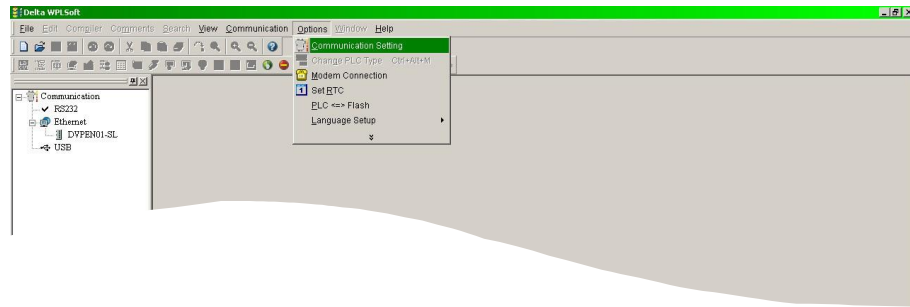 Delta WPLSoft
File Edit Compiler Comments Search View Communication Options Window Help
Communication Setting
Change PLC Type Ctrl+Alt+M
Modem Connection
1 Set RTC
PLC <=> Flash
Language Setup
Communication
RS232
Ethernet
DVPEN01-SL
USB